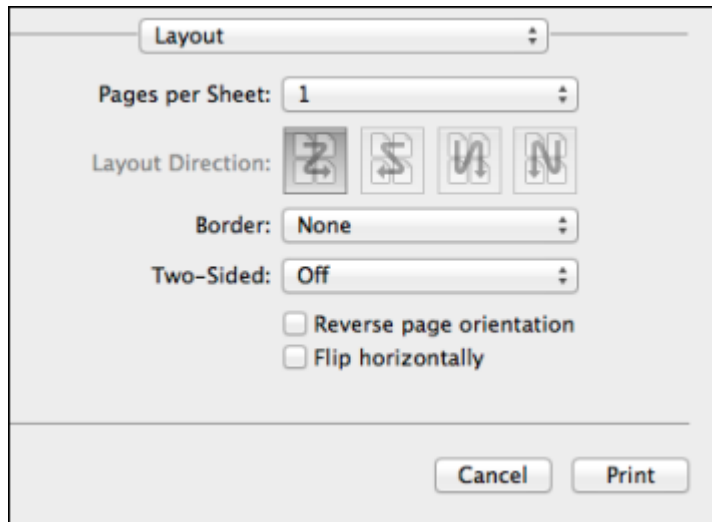 Layout
Pages per Sheet: 1
Layout Direction:
Border: None
Two-Sided: Off
Reverse page orientation
Flip horizontally
Cancel Print